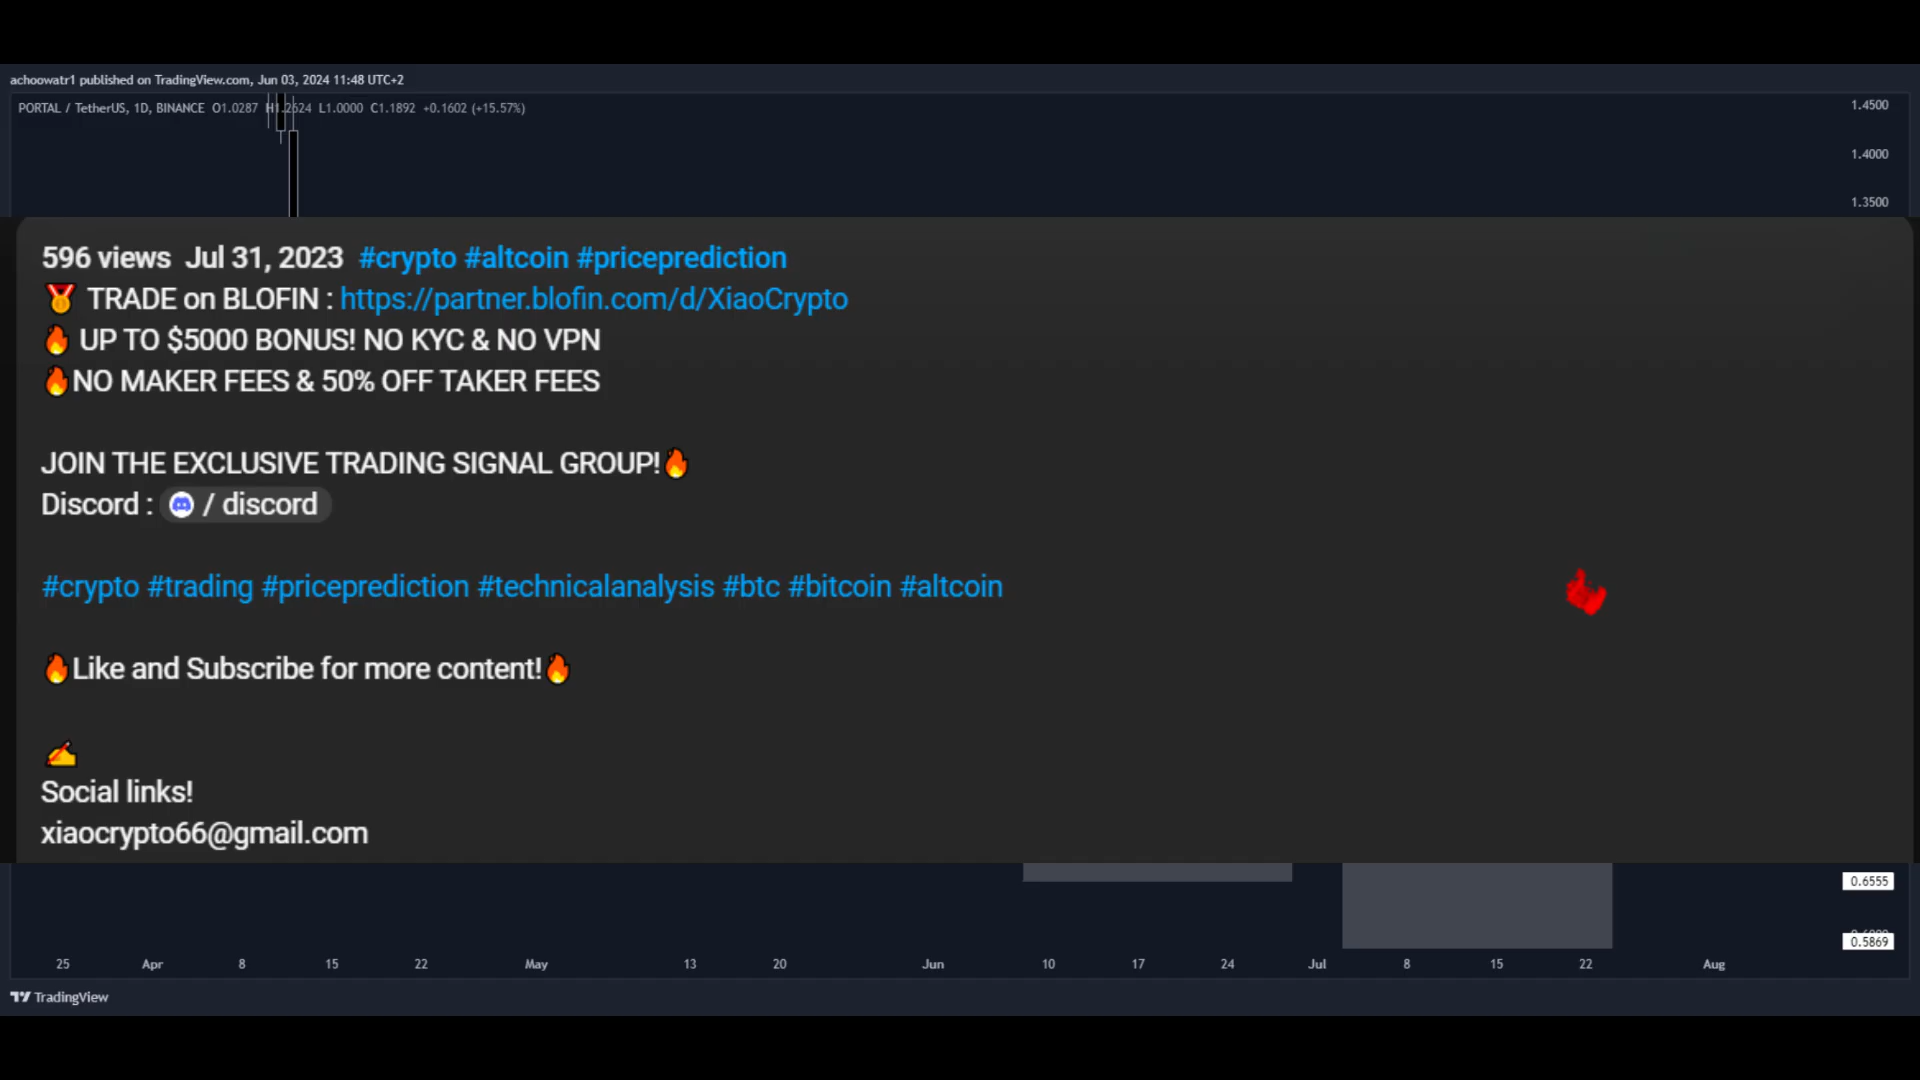 achoowatr1 published on TradingView.com, Jun 03, 2024 11:48 UTC+2
PORTAL / TetherUS, 1D, BINANCE O1.0287 H1.2624 L1.0000 C1.1892 +0.1602 (+15.57%)
1.4500
1.4000
1.3500
596 views Jul 31, 2023 #crypto #altcoin #priceprediction
🏅 TRADE on BLOFIN : https://partner.blofin.com/d/XiaoCrypto
🔥 UP TO $5000 BONUS! NO KYC & NO VPN
🔥NO MAKER FEES & 50% OFF TAKER FEES
JOIN THE EXCLUSIVE TRADING SIGNAL GROUP!🔥
Discord : / discord
#crypto #trading #priceprediction #technicalanalysis #btc #bitcoin #altcoin
🔥Like and Subscribe for more content!🔥
✍
Social links!
xiaocrypto66@gmail.com
0.6555
0.5869
25 Apr 8 15 22 May 13 20 Jun 10 17 24 Jul 8 15 22 Aug
TradingView